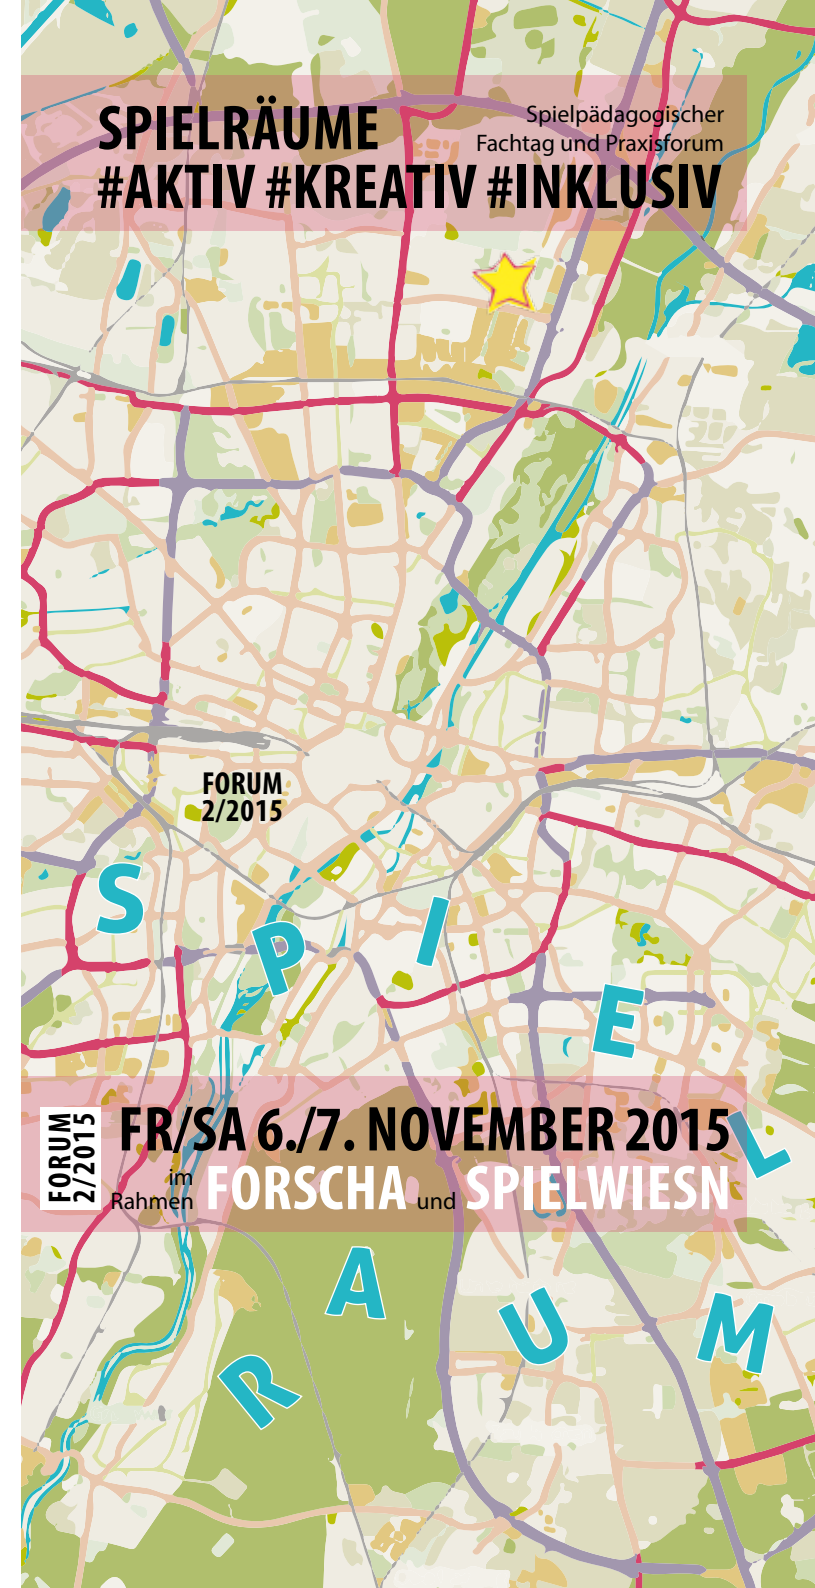 SPIELRÄUME
Spielpädagogischer
Fachtag und Praxisforum
#AKTIV #KREATIV #INKLUSIV
FORUM
2/2015
S P I E L
FORUM
2/2015
FR/SA 6./7. NOVEMBER 2015
im
Rahmen FORSCHA und SPIELWIESN
R A U M